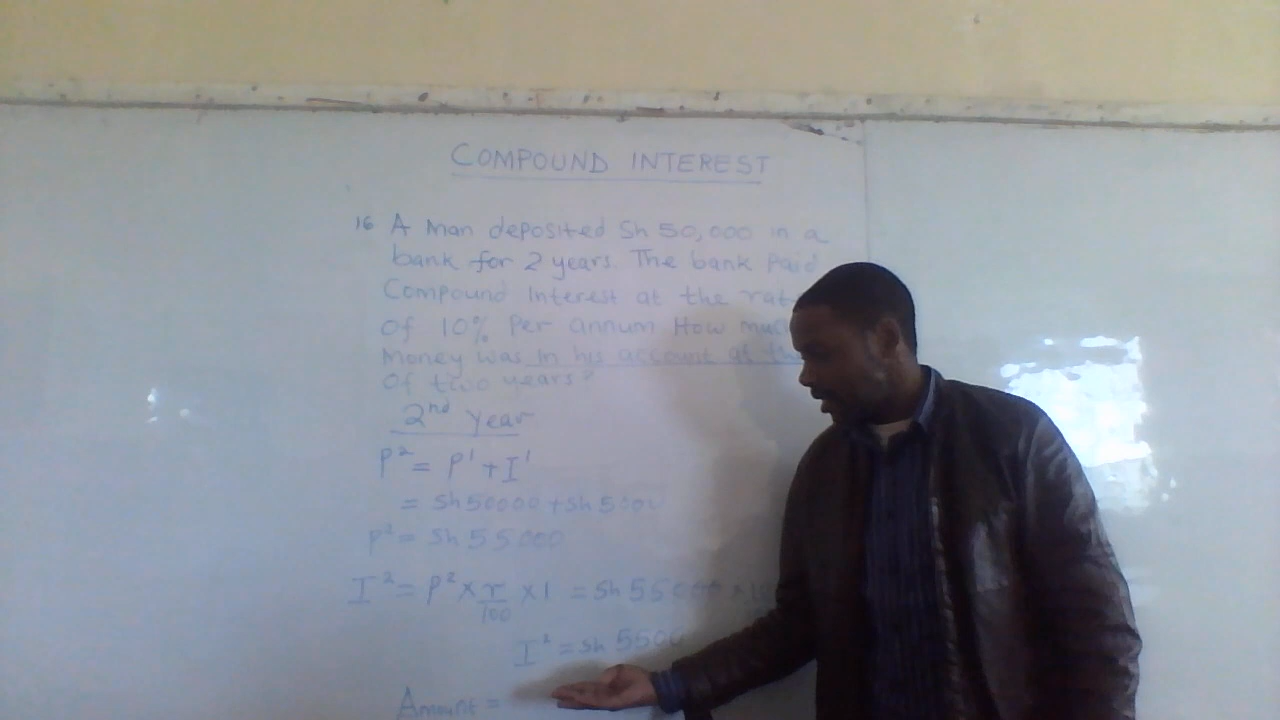 COMPOUND INTEREST
16 A man deposited Sh 50,000 in a
bank for 2 years. The bank paid
Compound Interest at the
Of 10% Per annum How
money was in his account at
Of two years?
2nd Year
P² = P¹ + I¹
= Sh 50000 + Sh
P² = Sh 55000
I² = P² × r/100 × 1 = Sh 55000 ×
I² = Sh 5500
Amount =